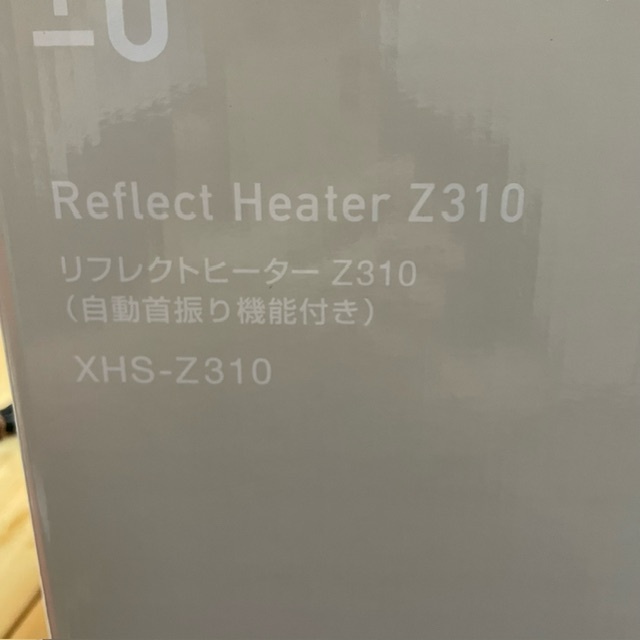 ±0
Reflect Heater Z310
リフレクトヒーター Z310
（自動首振り機能付き）
XHS-Z310